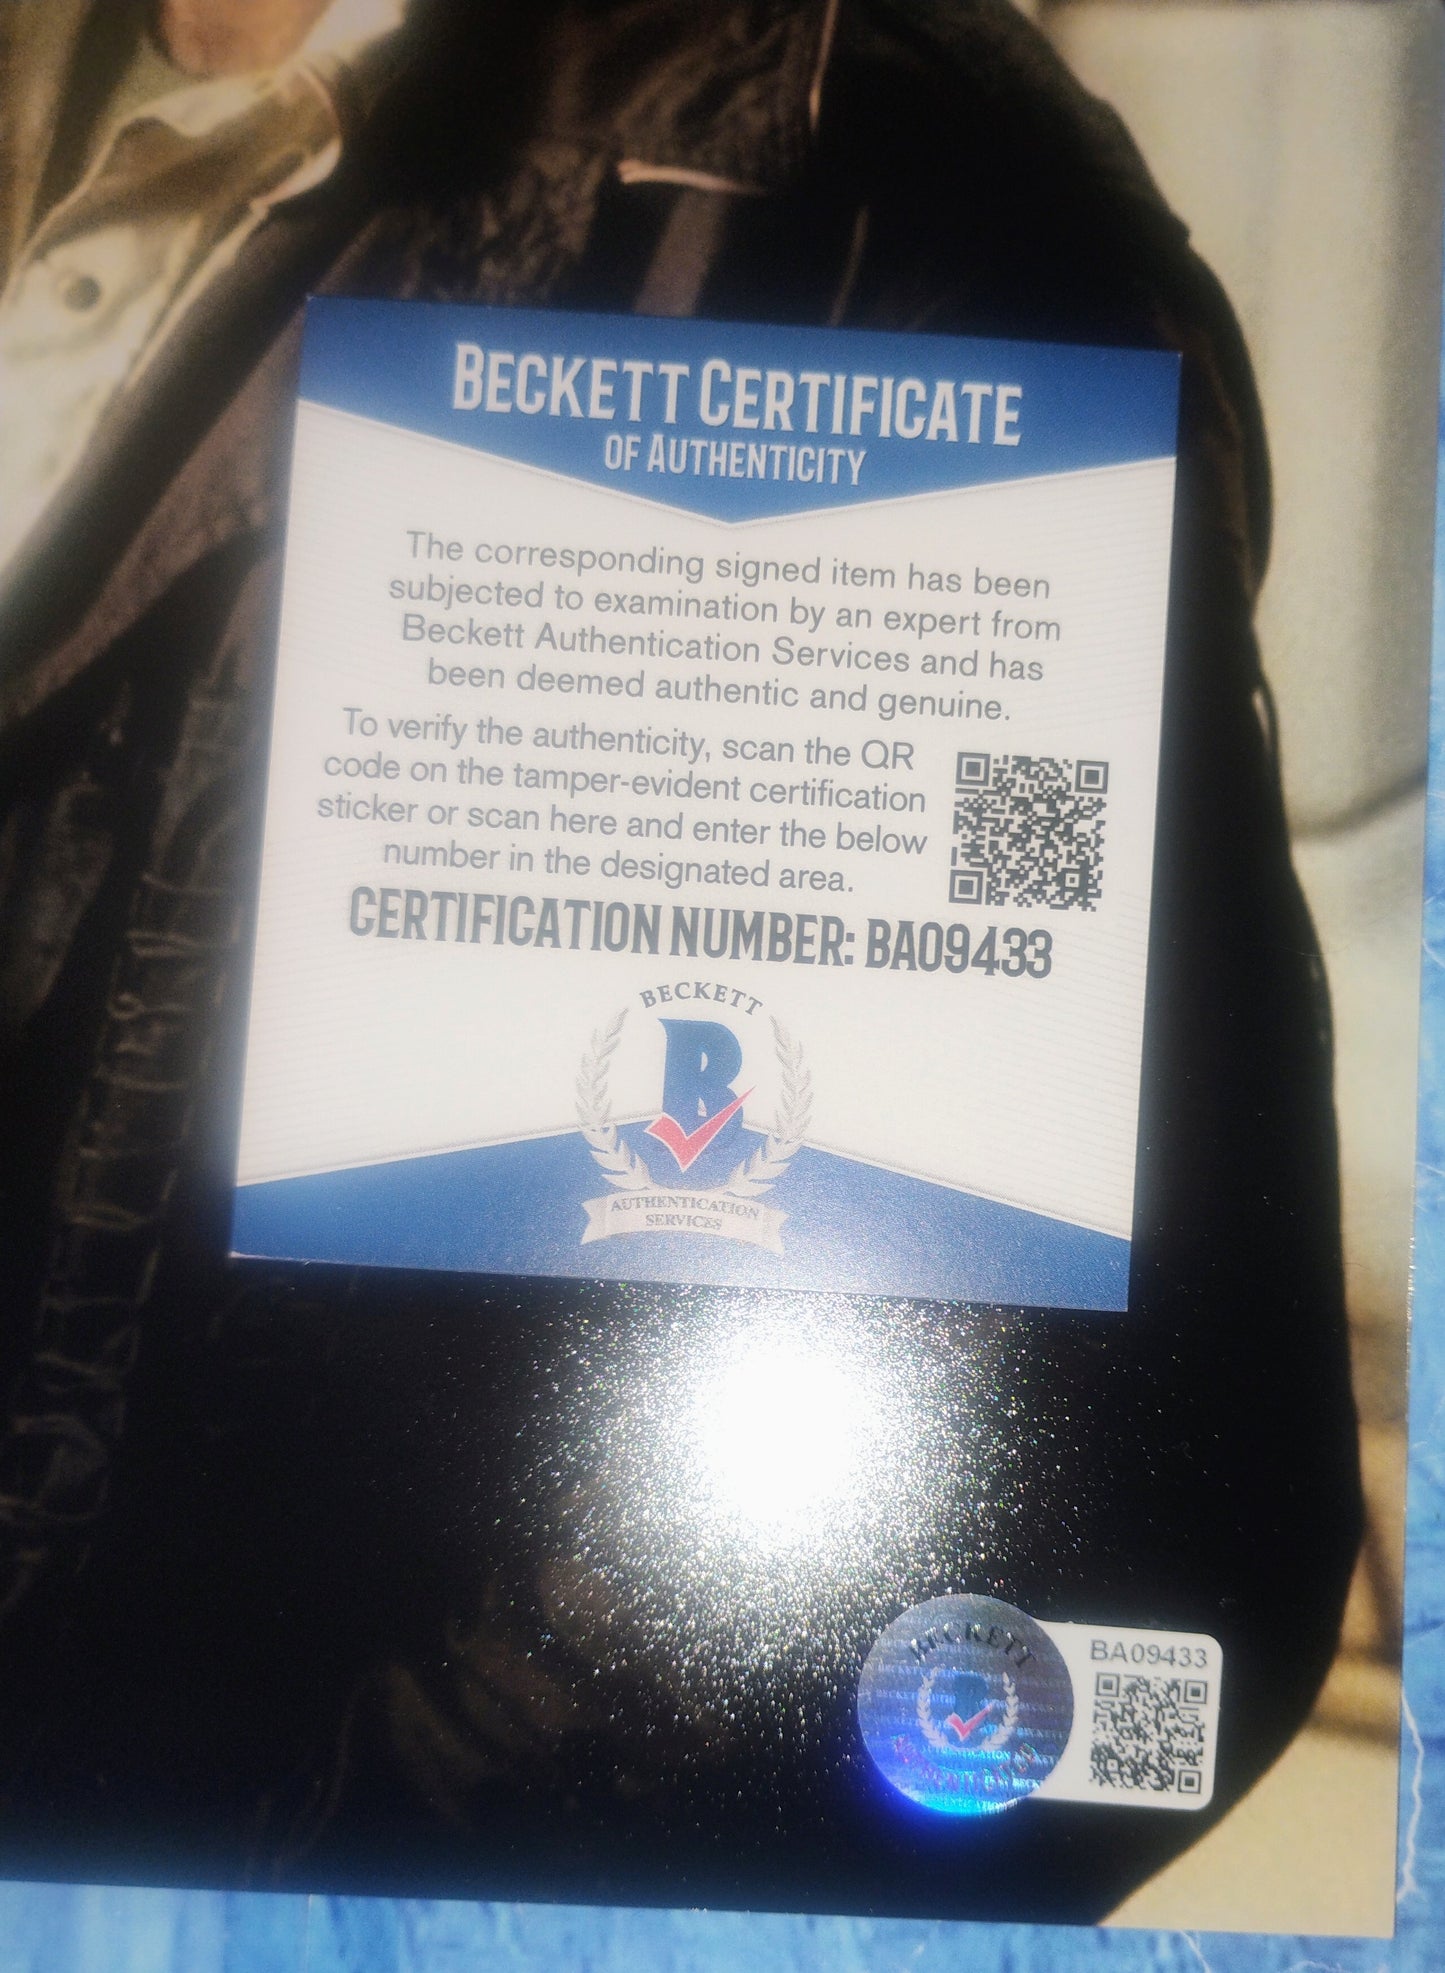 BECKETT CERTIFICATE
OF AUTHENTICITY
The corresponding signed item has been
subjected to examination by an expert from
Beckett Authentication Services and has
been deemed authentic and genuine.
To verify the authenticity, scan the QR
code on the tamper-evident certification
sticker or scan here and enter the below
number in the designated area.
CERTIFICATION NUMBER: BA09433
BECKETT
B
AUTHENTICATION
SERVICES
BECKETT
BA09433